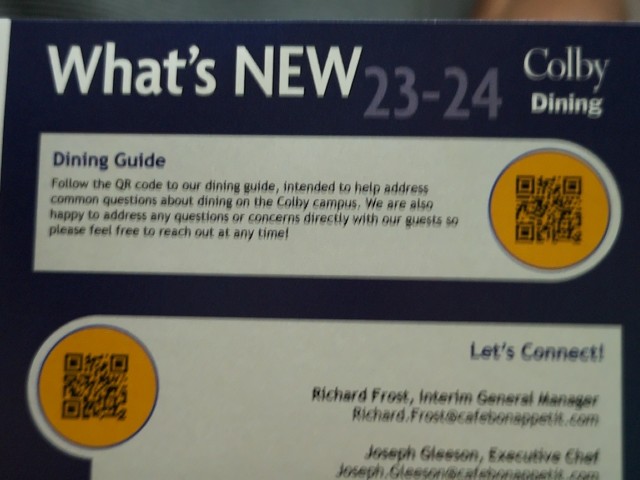 What's NEW 23-24
Colby
Dining
Dining Guide
Follow the QR code to our dining guide, intended to help address
common questions about dining on the Colby campus. We are also
happy to address any questions or concerns directly with our guests so
please feel free to reach out at any time!
Let's Connect!
Richard Frost, Interim General Manager
Richard.Frost@cafebonappetit.com
Joseph Gleeson, Executive Chef
Joseph.Gleeson@cafebonappetit.com